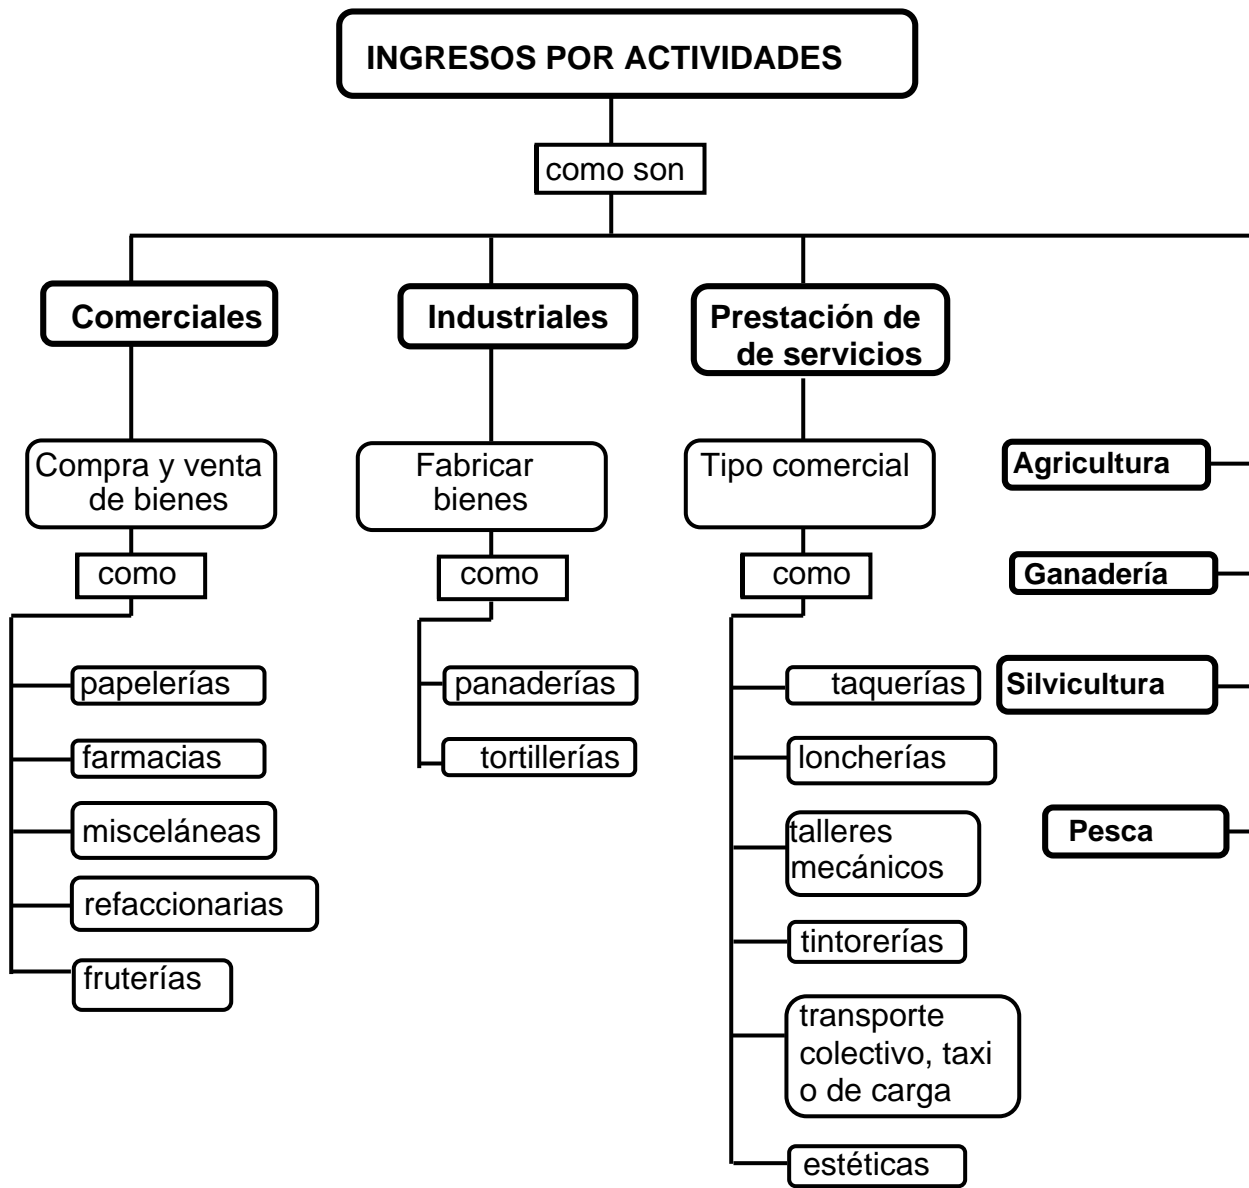 INGRESOS POR ACTIVIDADES
como son
Comerciales
Industriales
Prestación de
de servicios
Compra y venta
de bienes
Fabricar
bienes
Tipo comercial
Agricultura
como
como
como
Ganadería
papelerías
panaderías
taquerías
Silvicultura
farmacias
tortillerías
loncherías
misceláneas
talleres
mecánicos
Pesca
refaccionarias
tintorerías
fruterías
transporte
colectivo, taxi
o de carga
estéticas